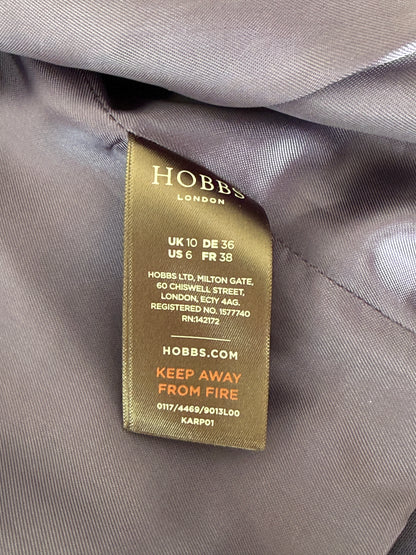 HOBBS
LONDON
UK 10 DE 36
US 6 FR 38
HOBBS LTD, MILTON GATE,
60 CHISWELL STREET,
LONDON, EC1Y 4AG.
REGISTERED NO. 1577740
RN:142172
HOBBS.COM
KEEP AWAY
FROM FIRE
0117/4469/9013L00
KARP01